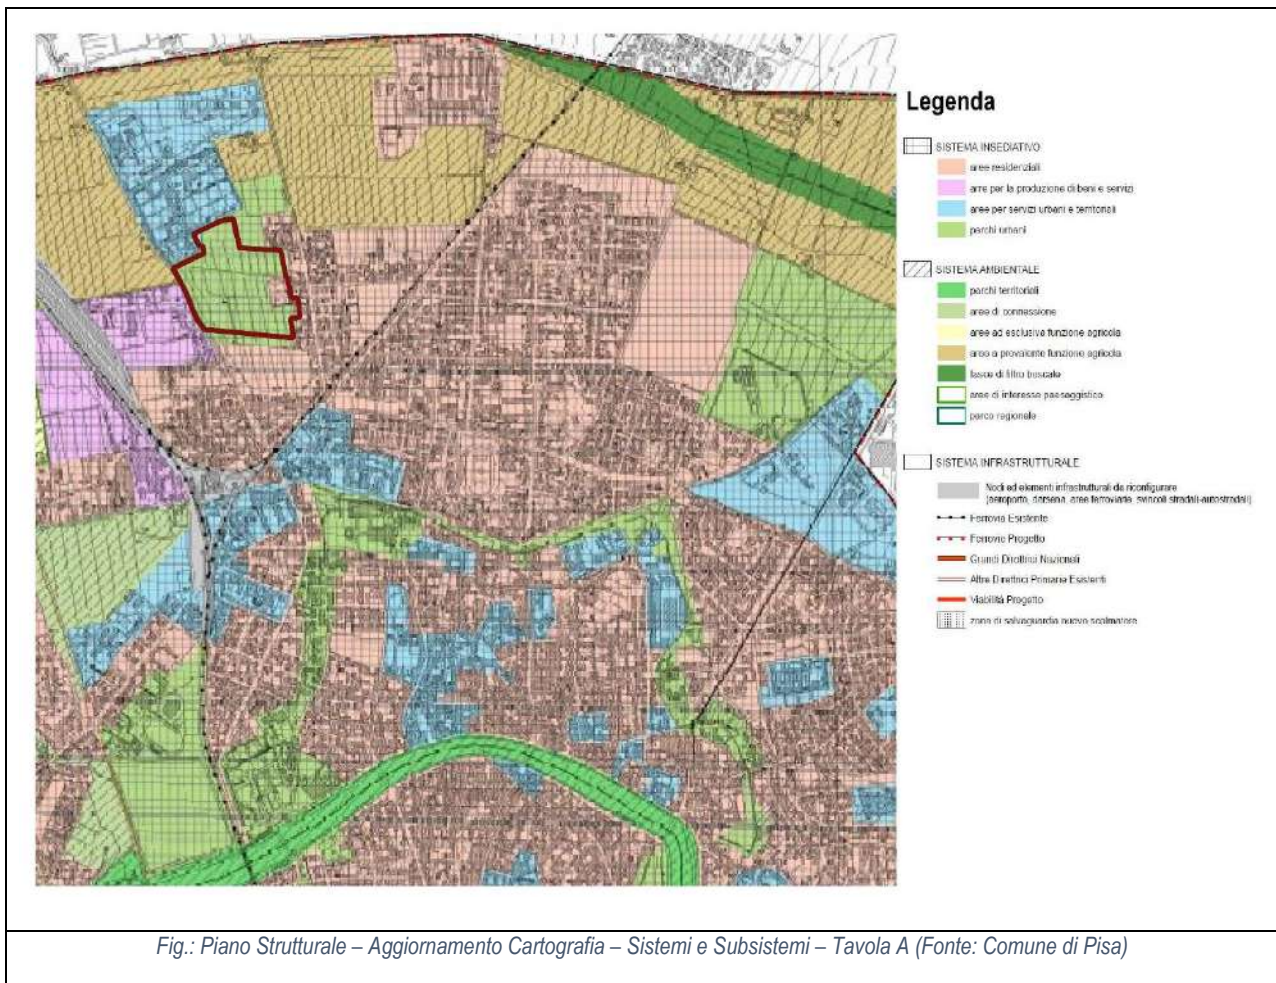 Legenda
SISTEMA INSEDIATIVO
aree residenziali
arre per la produzione di beni e servizi
aree per servizi urbani e territoriali
parchi urbani
SISTEMA AMBIENTALE
parchi territoriali
aree di connessione
aree ad esclusiva funzione agricola
aree a prevalente funzione agricola
fasce di filtro boscate
aree di interesse paesaggistico
parco regionale
SISTEMA INFRASTRUTTURALE
Nodi ed elementi infrastrutturali da riconfigurare
(aeroporto, darsena, aree ferroviarie, svincoli stradali-autostradali)
Ferrovia Esistente
Ferrovie Progetto
Grandi Direttrici Nazionali
Altre Direttrici Primarie Esistenti
Viabilità Progetto
zone di salvaguardia nuovo scolmatore
Fig.: Piano Strutturale – Aggiornamento Cartografia – Sistemi e Subsistemi – Tavola A (Fonte: Comune di Pisa)